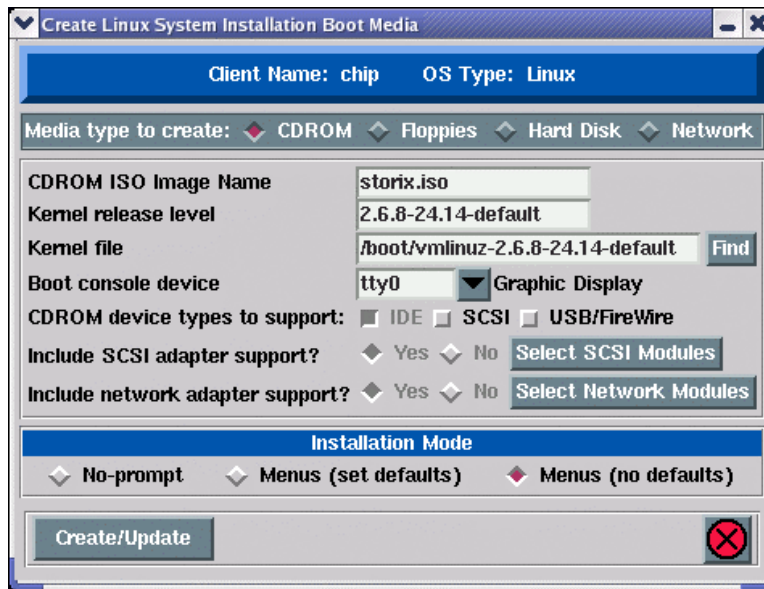 Create Linux System Installation Boot Media
Client Name: chip OS Type: Linux
Media type to create: CDROM Floppies Hard Disk Network
CDROM ISO Image Name storix.iso
Kernel release level 2.6.8-24.14-default
Kernel file /boot/vmlinuz-2.6.8-24.14-default Find
Boot console device tty0 Graphic Display
CDROM device types to support: IDE SCSI USB/FireWire
Include SCSI adapter support? Yes No Select SCSI Modules
Include network adapter support? Yes No Select Network Modules
Installation Mode
No-prompt Menus (set defaults) Menus (no defaults)
Create/Update